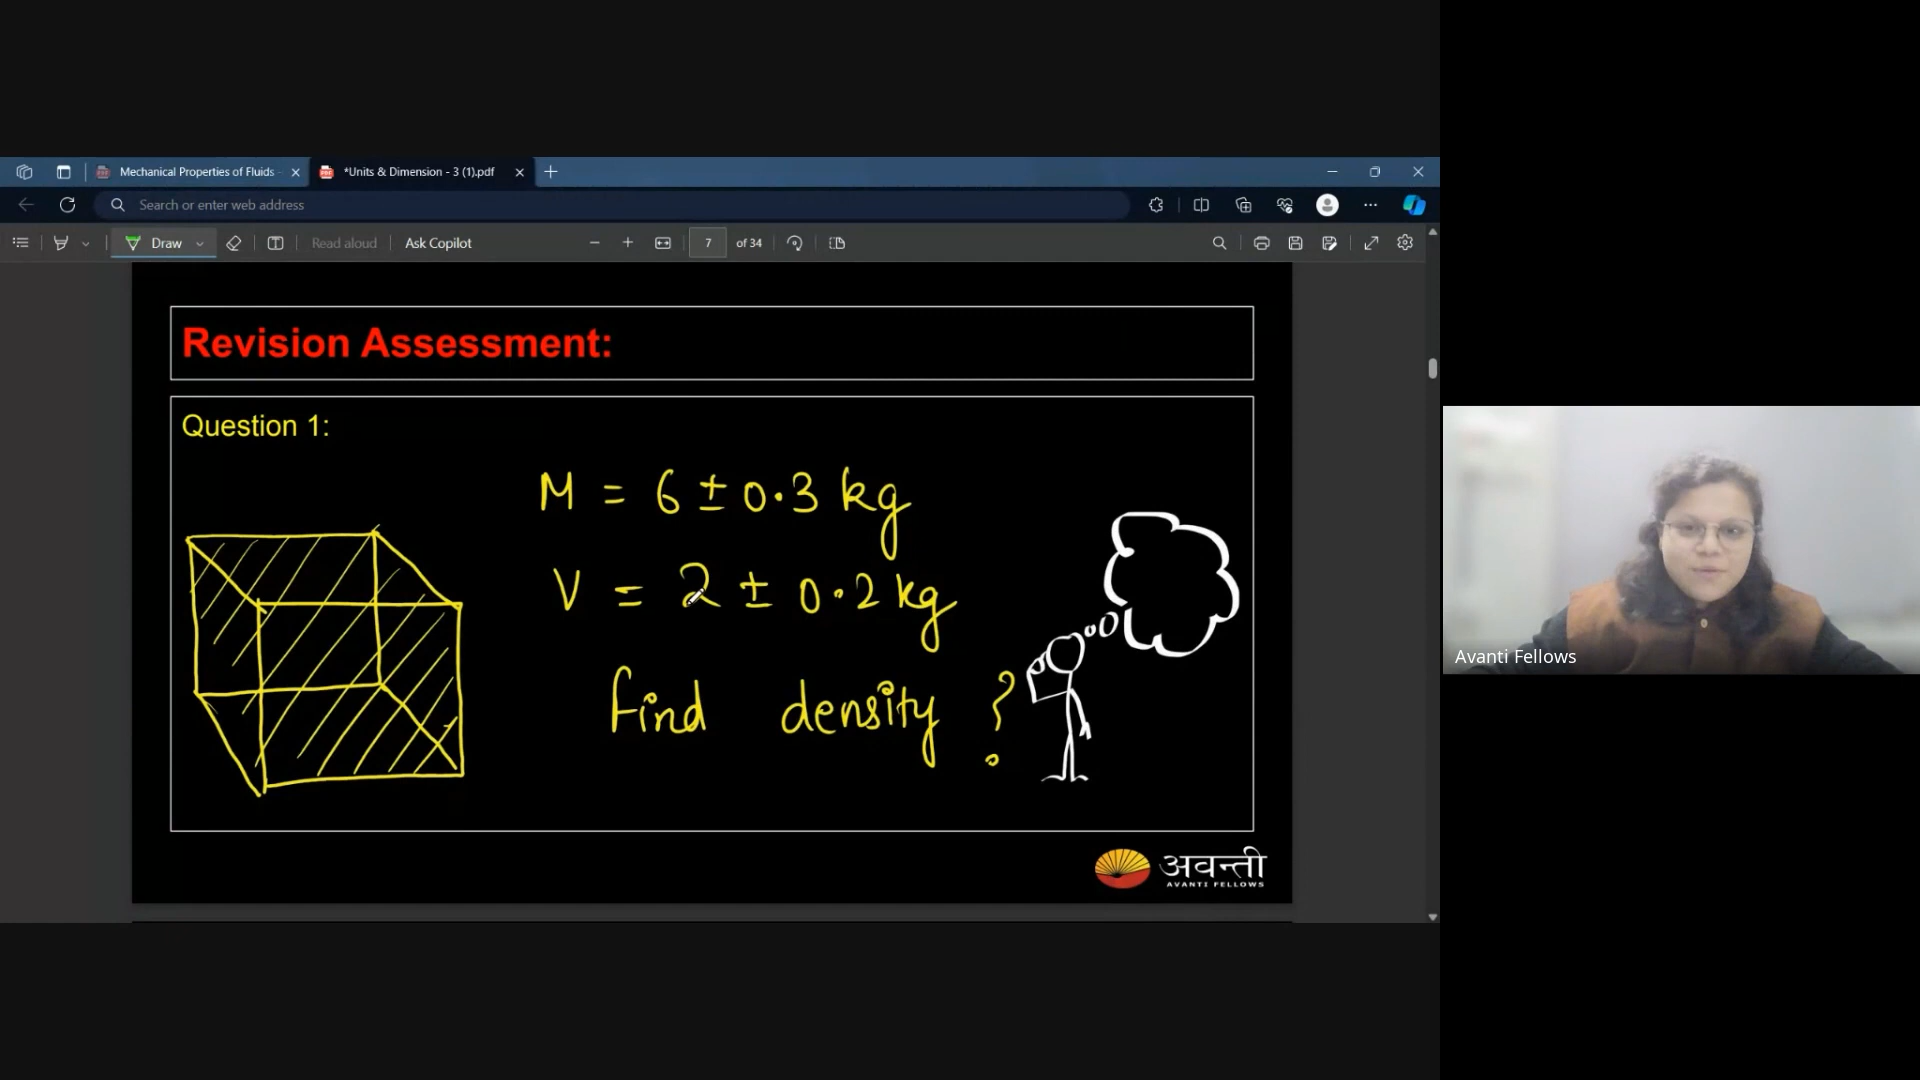 Mechanical Properties of Fluids -
*Units & Dimension - 3 (1).pdf
Search or enter web address
Draw
Read aloud
Ask Copilot
7 of 34
Revision Assessment:
Question 1:
M = 6 ± 0.3 kg
V = 2 ± 0.2 kg
find density ?
अवन्ती
AVANTI FELLOWS
Avanti Fellows